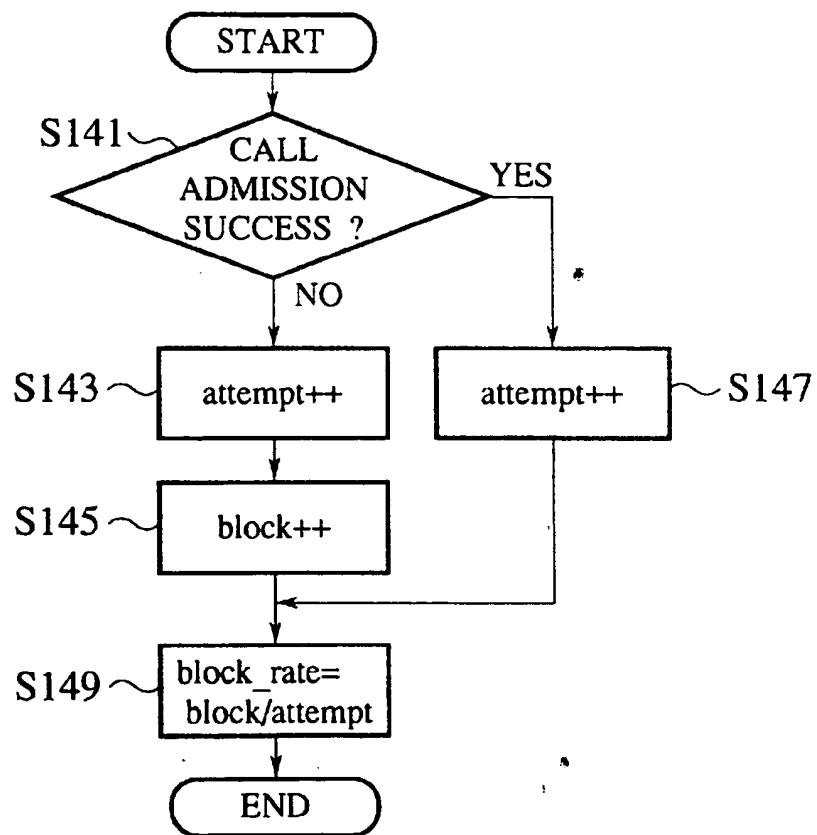 START
S141
CALL
ADMISSION
SUCCESS ?
YES
NO
S143
attempt++
attempt++
S147
S145
block++
S149
block_rate=
block/attempt
END